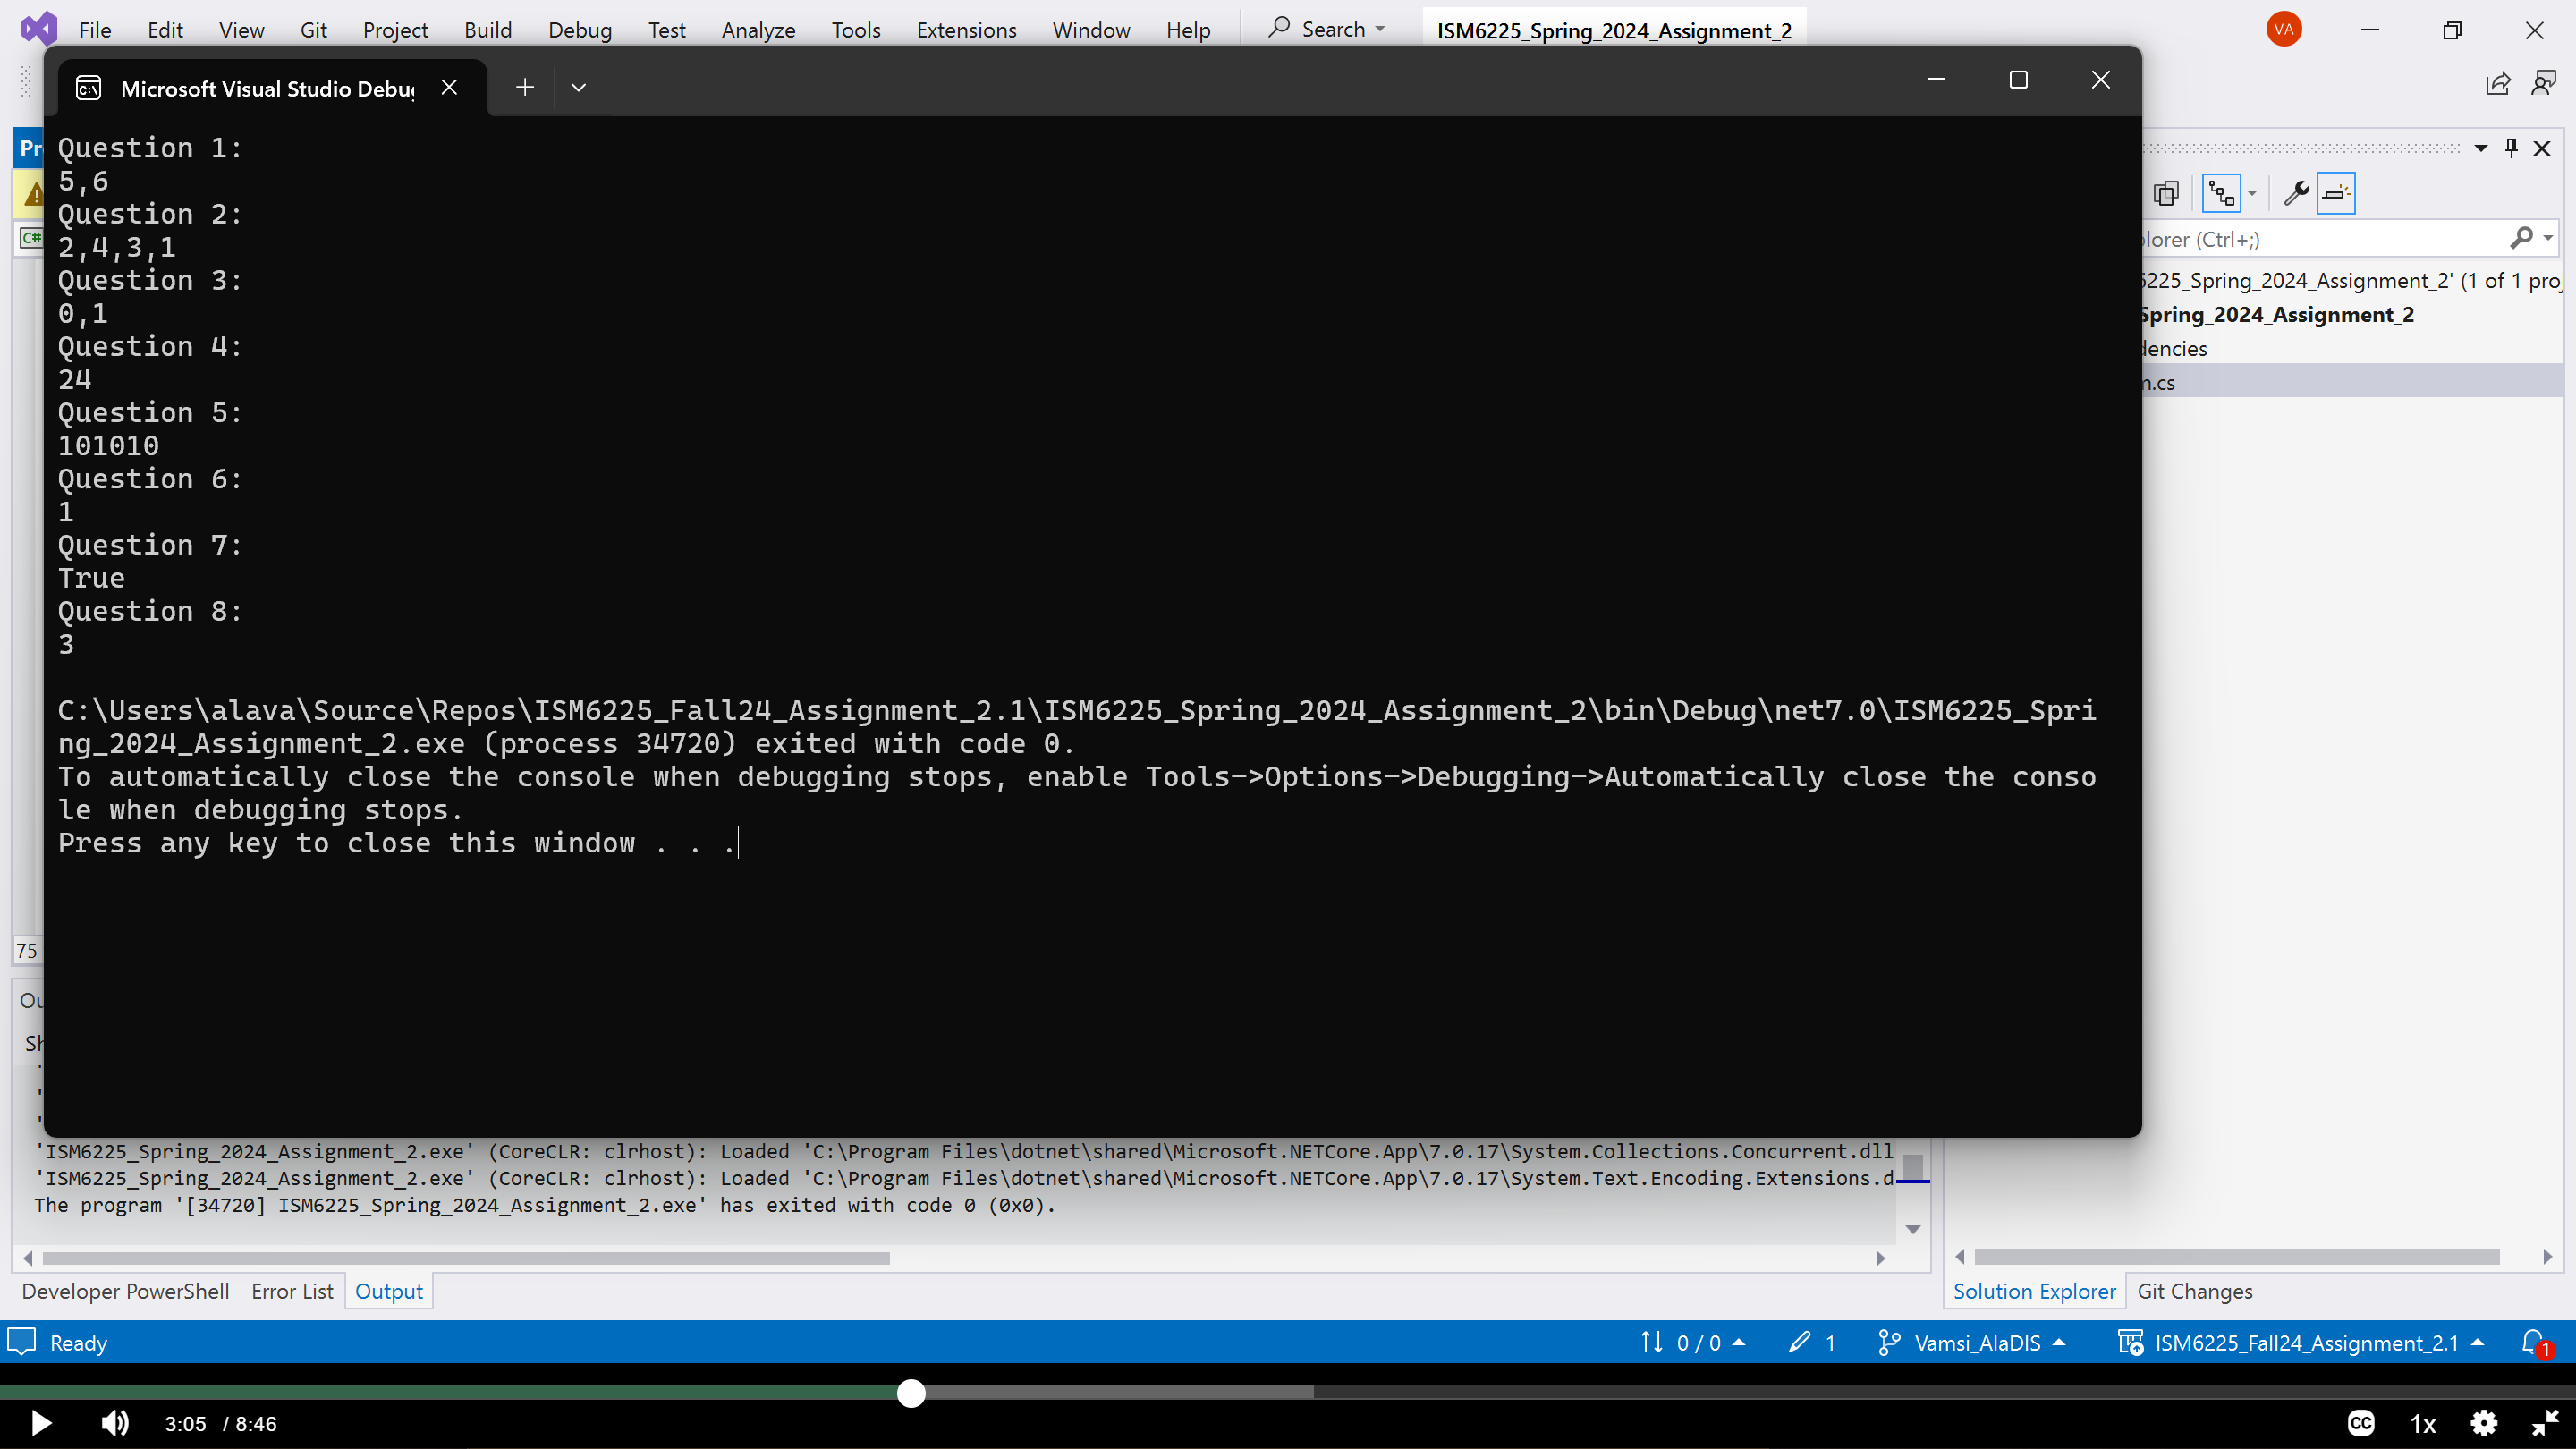 File Edit View Git Project Build Debug Test Analyze Tools Extensions Window Help Search ISM6225_Spring_2024_Assignment_2 VA
Microsoft Visual Studio Debug
Question 1:
5,6
Question 2:
2,4,3,1
Question 3:
0,1
Question 4:
24
Question 5:
101010
Question 6:
1
Question 7:
True
Question 8:
3
C:\Users\alava\Source\Repos\ISM6225_Fall24_Assignment_2.1\ISM6225_Spring_2024_Assignment_2\bin\Debug\net7.0\ISM6225_Spri
ng_2024_Assignment_2.exe (process 34720) exited with code 0.
To automatically close the console when debugging stops, enable Tools->Options->Debugging->Automatically close the conso
le when debugging stops.
Press any key to close this window . . .
C#
75
lorer (Ctrl+;)
6225_Spring_2024_Assignment_2' (1 of 1 proj
Spring_2024_Assignment_2
dencies
m.cs
'ISM6225_Spring_2024_Assignment_2.exe' (CoreCLR: clrhost): Loaded 'C:\Program Files\dotnet\shared\Microsoft.NETCore.App\7.0.17\System.Collections.Concurrent.dll
'ISM6225_Spring_2024_Assignment_2.exe' (CoreCLR: clrhost): Loaded 'C:\Program Files\dotnet\shared\Microsoft.NETCore.App\7.0.17\System.Text.Encoding.Extensions.d
The program '[34720] ISM6225_Spring_2024_Assignment_2.exe' has exited with code 0 (0x0).
Developer PowerShell Error List Output
Solution Explorer Git Changes
Ready 0 / 0 1 Vamsi_AlaDIS ISM6225_Fall24_Assignment_2.1 1
3:05 / 8:46 CC 1x